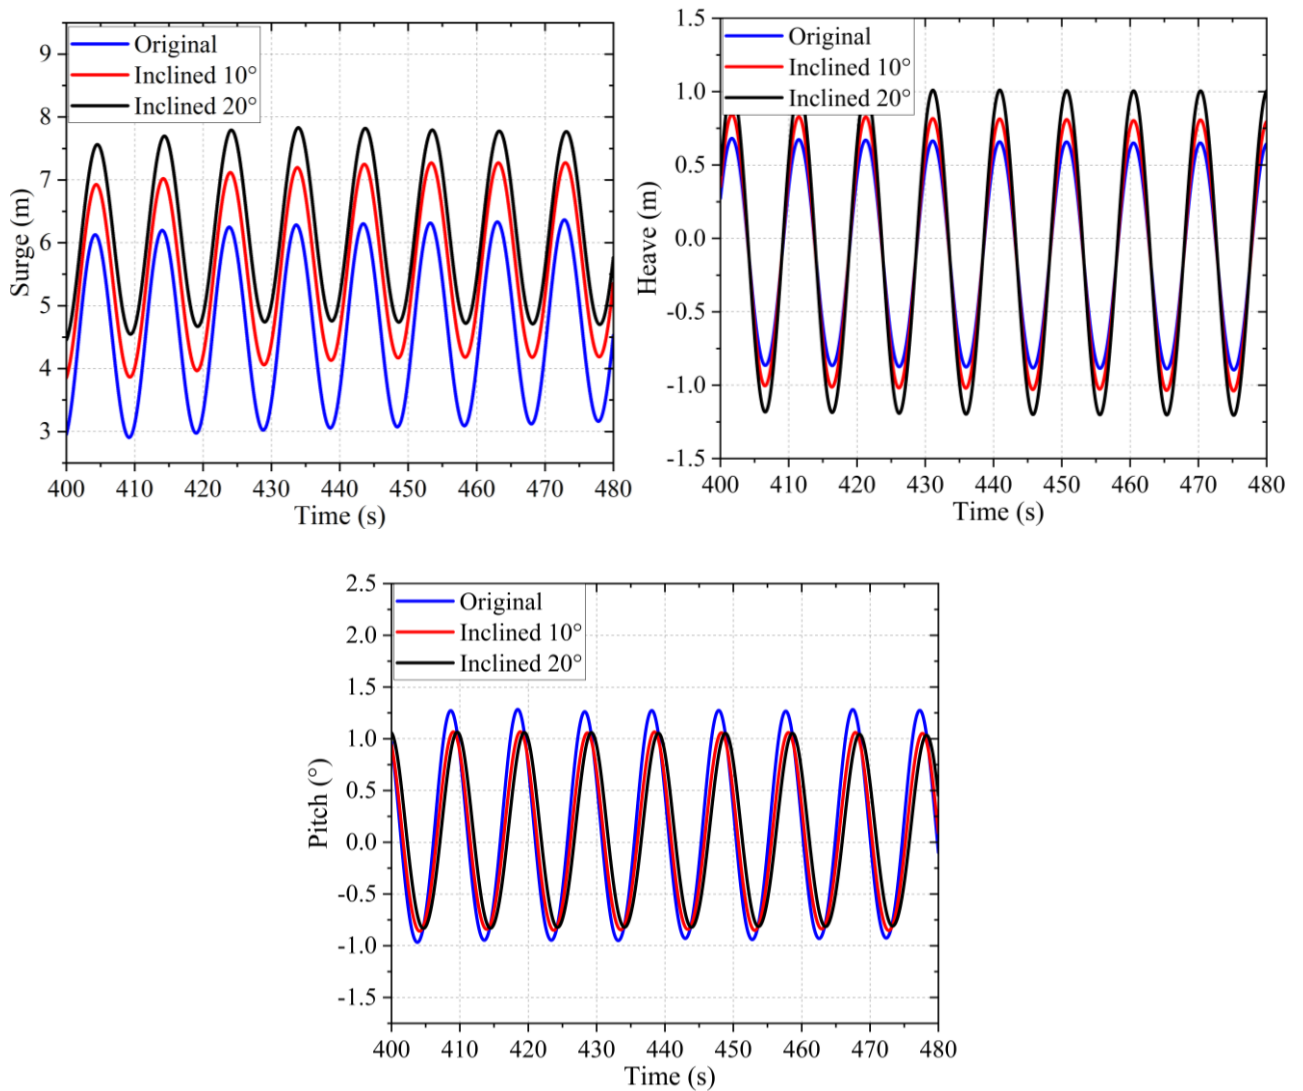 Original
Inclined 10°
Inclined 20°
9
8
7
6
5
4
3
Surge (m)
400 410 420 430 440 450 460 470 480
Time (s)
Original
Inclined 10°
Inclined 20°
1.5
1.0
0.5
0.0
-0.5
-1.0
-1.5
Heave (m)
400 410 420 430 440 450 460 470 480
Time (s)
Original
Inclined 10°
Inclined 20°
2.5
2.0
1.5
1.0
0.5
0.0
-0.5
-1.0
-1.5
Pitch (°)
400 410 420 430 440 450 460 470 480
Time (s)